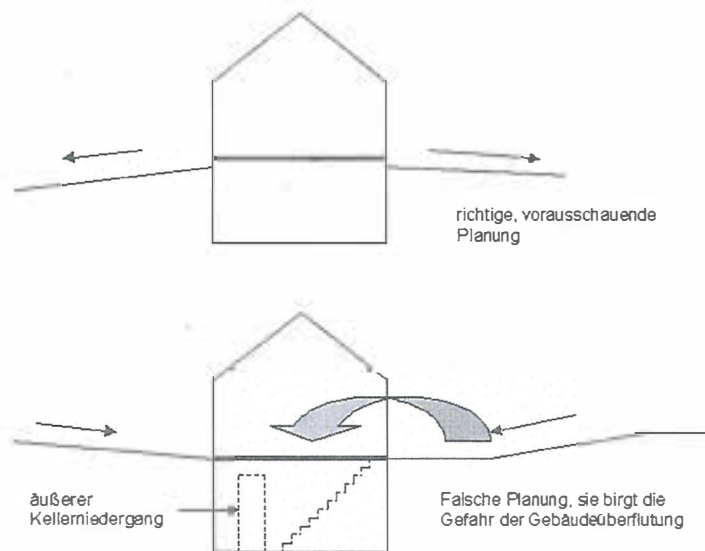 richtige, vorausschauende
Planung
äußerer
Kellerniedergang
Falsche Planung, sie birgt die
Gefahr der Gebäudeüberflutung